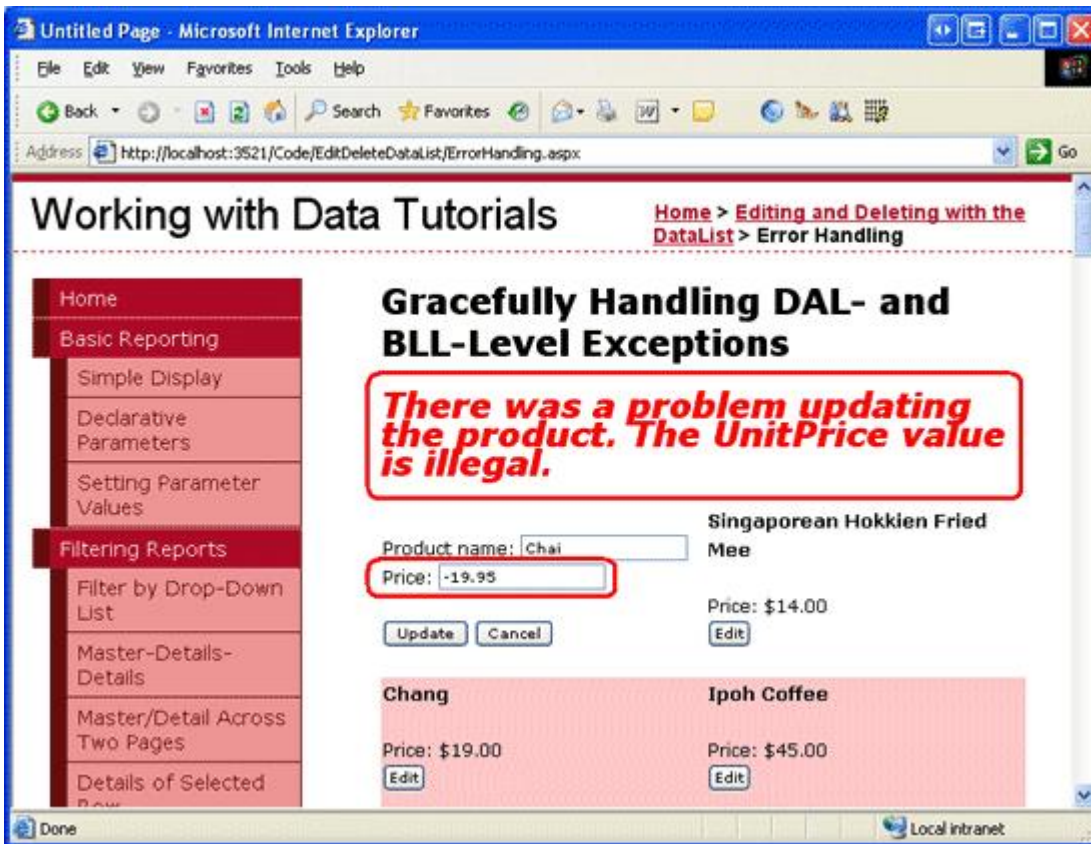 Untitled Page - Microsoft Internet Explorer
File Edit View Favorites Tools Help
Back Search Favorites
Address http://localhost:3521/Code/EditDeleteDataList/ErrorHandling.aspx Go
Working with Data Tutorials
Home > Editing and Deleting with the
DataList > Error Handling
Home
Basic Reporting
Simple Display
Declarative
Parameters
Setting Parameter
Values
Filtering Reports
Filter by Drop-Down
List
Master-Details-
Details
Master/Detail Across
Two Pages
Details of Selected
Row
Gracefully Handling DAL- and
BLL-Level Exceptions
There was a problem updating
the product. The UnitPrice value
is illegal.
Product name: Chai
Price: -19.95
Update Cancel
Singaporean Hokkien Fried
Mee
Price: $14.00
Edit
Chang
Price: $19.00
Edit
Ipoh Coffee
Price: $45.00
Edit
Done
Local intranet